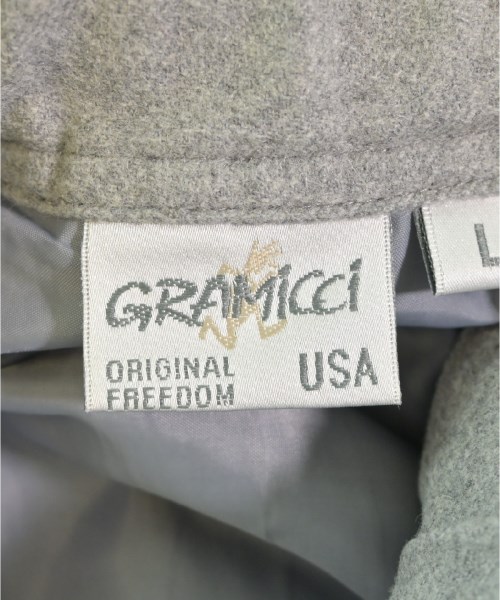 GRAMiCCi
ORIGINAL
FREEDOM
USA
L